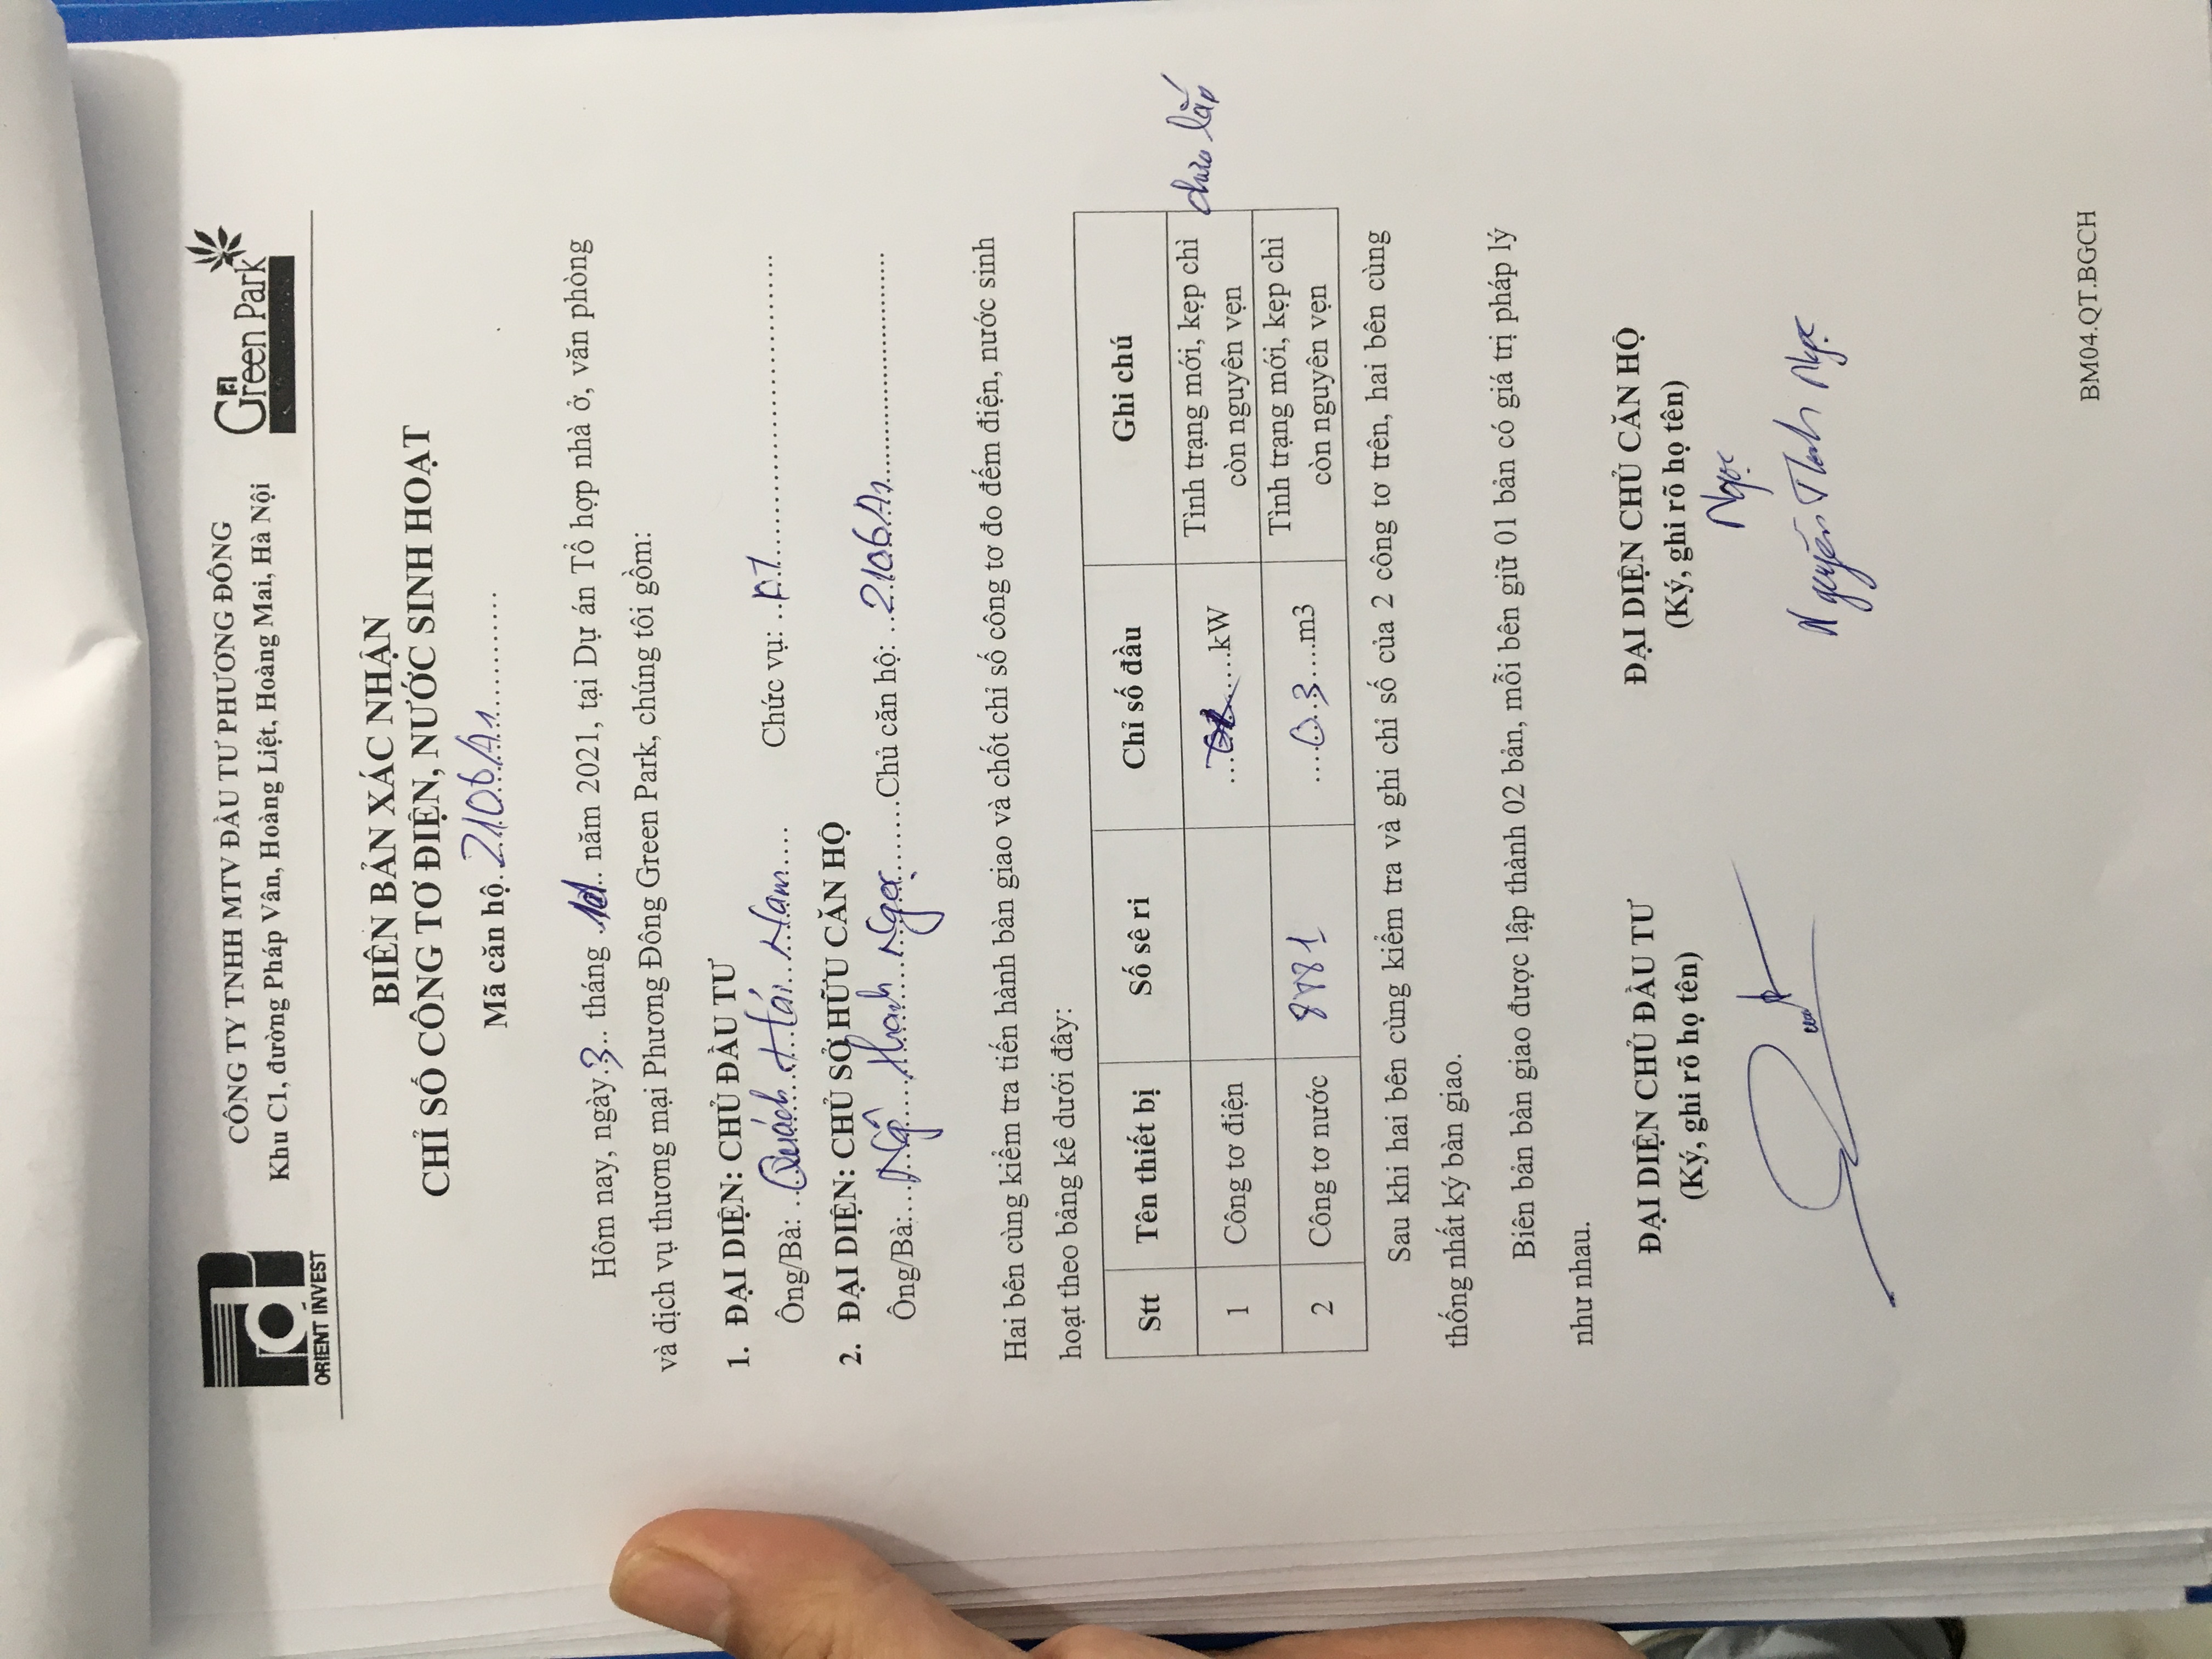 ORIENT INVEST
CÔNG TY TNHH MTV ĐẦU TƯ PHƯƠNG ĐÔNG
Khu C1, đường Pháp Vân, Hoàng Liệt, Hoàng Mai, Hà Nội
Green Park
BIÊN BẢN XÁC NHẬN
CHỈ SỐ CÔNG TƠ ĐIỆN, NƯỚC SINH HOẠT
Mã căn hộ. 2106A1
Hôm nay, ngày 3 tháng năm 2021, tại Dự án Tổ hợp nhà ở, văn phòng
và dịch vụ thương mại Phương Đông Green Park, chúng tôi gồm:
1. ĐẠI DIỆN: CHỦ ĐẦU TƯ
Ông/Bà: Quách Hải Nam Chức vụ:
2. ĐẠI DIỆN: CHỦ SỞ HỮU CĂN HỘ
Ông/Bà: Ngô Thanh Ngọc Chủ căn hộ: 2106A1
Hai bên cùng kiểm tra tiến hành bàn giao và chốt chỉ số công tơ đo đếm điện, nước sinh
hoạt theo bảng kê dưới đây:
Stt Tên thiết bị Số sê ri Chỉ số đầu Ghi chú
1 Công tơ điện kW Tình trạng mới, kẹp chì còn nguyên vẹn chưa lắp
2 Công tơ nước 8881 03 m3 Tình trạng mới, kẹp chì còn nguyên vẹn
Sau khi hai bên cùng kiểm tra và ghi chỉ số của 2 công tơ trên, hai bên cùng
thống nhất ký bàn giao.
Biên bản bàn giao được lập thành 02 bản, mỗi bên giữ 01 bản có giá trị pháp lý
như nhau.
ĐẠI DIỆN CHỦ ĐẦU TƯ ĐẠI DIỆN CHỦ CĂN HỘ
(Ký, ghi rõ họ tên) (Ký, ghi rõ họ tên)
Ngọc
Nguyễn Thanh Ngọc
BM04.QT.BGCH